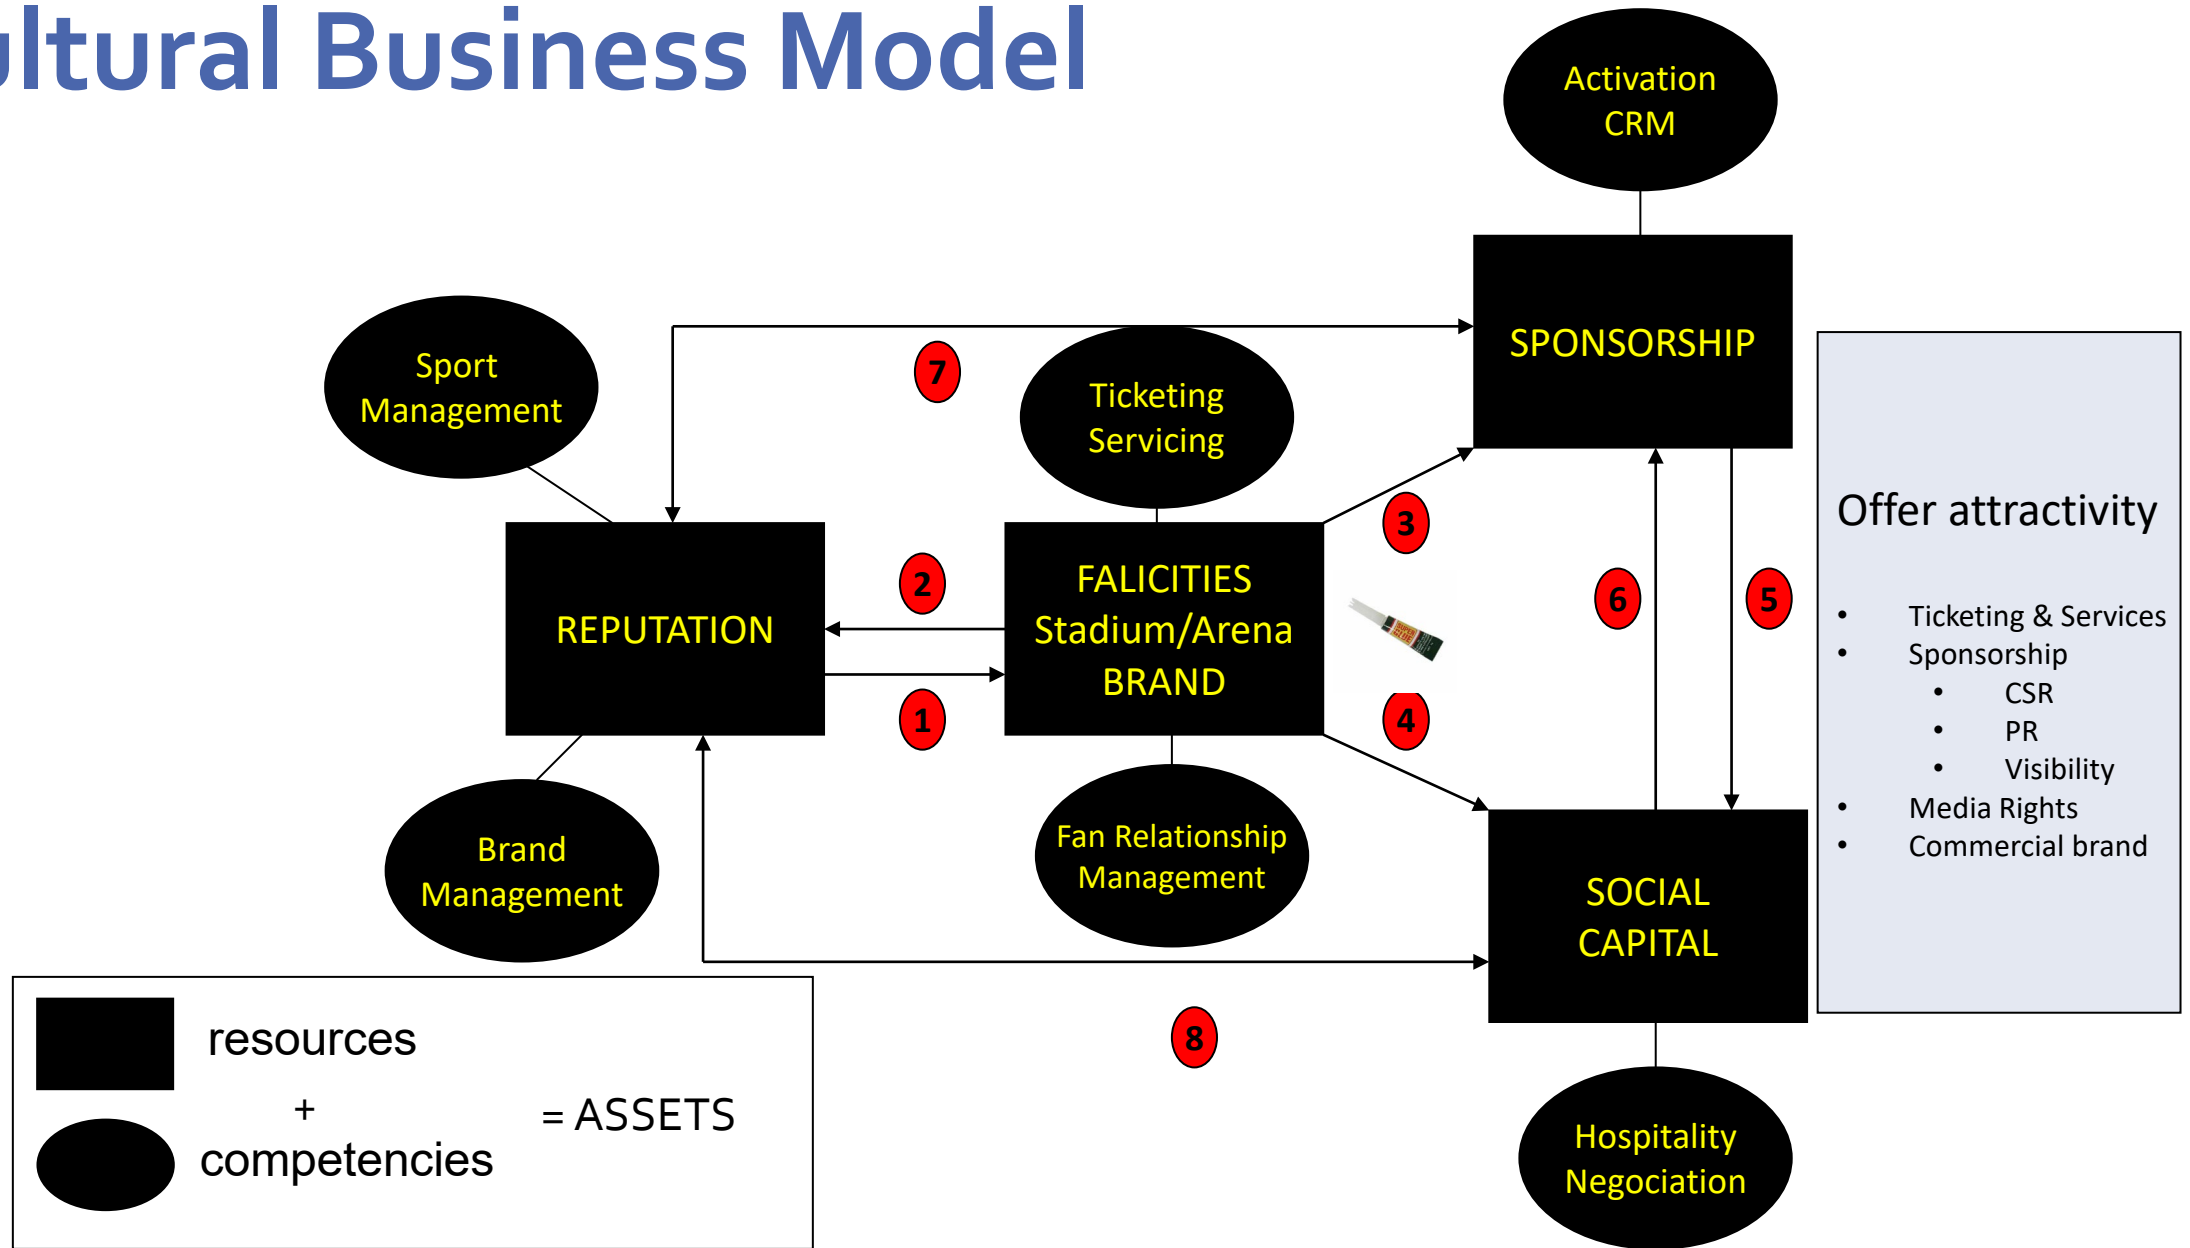 ultural Business Model
Activation
CRM
SPONSORSHIP
Sport
Management
7
Ticketing
Servicing
3
Offer attractivity
• Ticketing & Services
• Sponsorship
• CSR
• PR
• Visibility
• Media Rights
• Commercial brand
REPUTATION
2
1
FALICITIES
Stadium/Arena
BRAND
6
5
4
Brand
Management
Fan Relationship
Management
SOCIAL
CAPITAL
8
Hospitality
Negociation
resources
+
= ASSETS
competencies